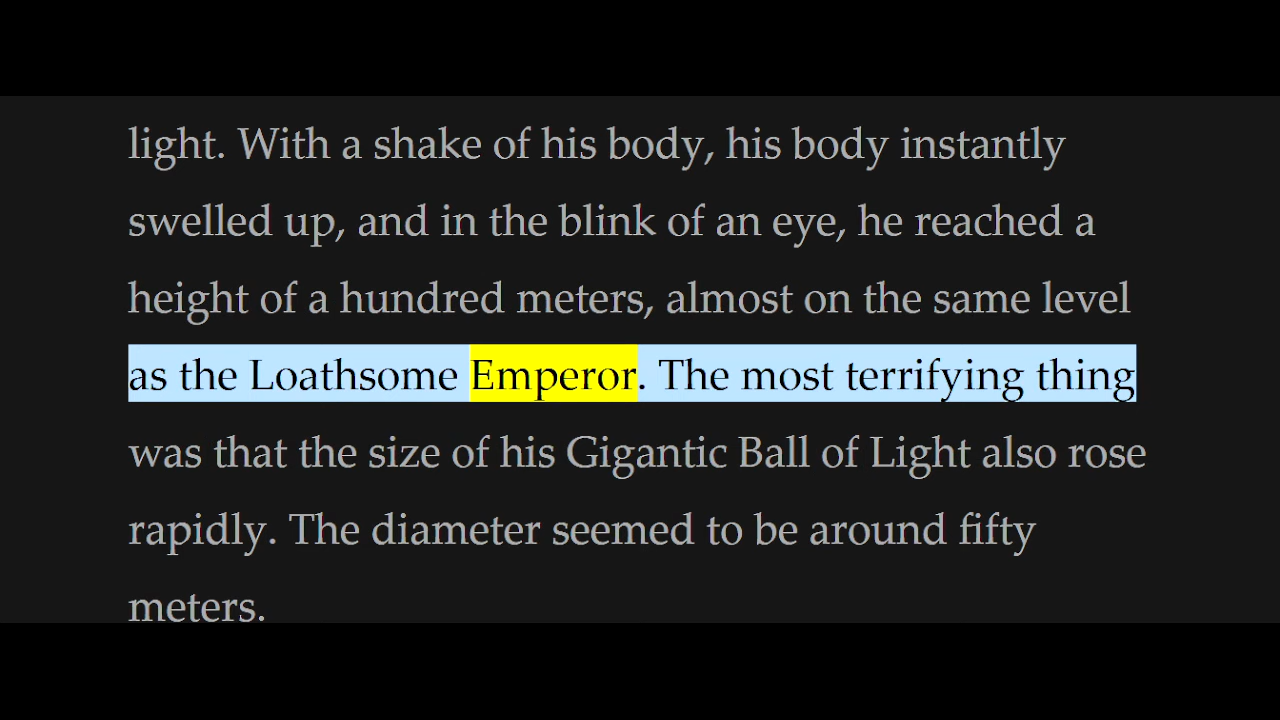 light. With a shake of his body, his body instantly
swelled up, and in the blink of an eye, he reached a
height of a hundred meters, almost on the same level
as the Loathsome Emperor. The most terrifying thing
was that the size of his Gigantic Ball of Light also rose
rapidly. The diameter seemed to be around fifty
meters.